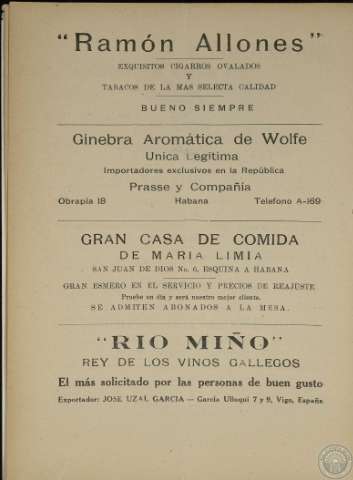 "Ramón Allones"
EXQUISITOS CIGARROS OVALADOS
Y
TABACOS DE LA MAS SELECTA CALIDAD
BUENO SIEMPRE
Ginebra Aromática de Wolfe
Unica Legítima
Importadores exclusivos en la República
Prasse y Compañia
Obrapía 18 Habana Telefono A-169
GRAN CASA DE COMIDA
DE MARIA LIMIA
SAN JUAN DE DIOS No. 6, ESQUINA A HABANA
GRAN ESMERO EN EL SERVICIO Y PRECIOS DE REAJUSTE
Pruebe un día y será nuestro mejor cliente.
SE ADMITEN ABONADOS A LA MESA.
"RIO MIÑO"
REY DE LOS VINOS GALLEGOS
El más solicitado por las personas de buen gusto
Exportador: JOSE UZAL GARCIA — García Ulloqui 7 y 9, Vigo, España